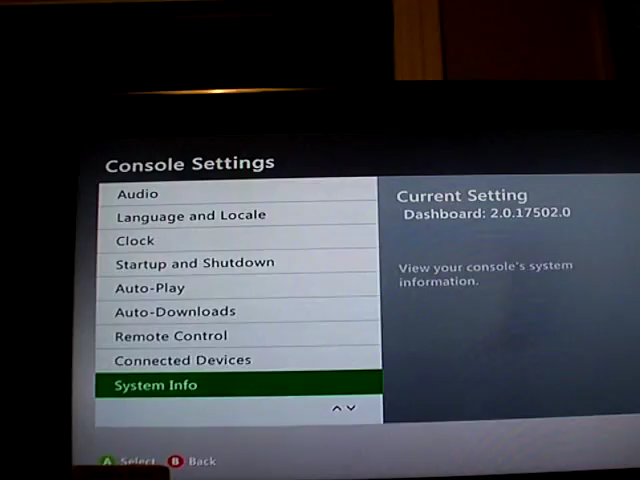 Console Settings
Audio
Language and Locale
Clock
Startup and Shutdown
Auto-Play
Auto-Downloads
Remote Control
Connected Devices
System Info
Current Setting
Dashboard: 2.0.17502.0
View your console's system
information.
A Select B Back